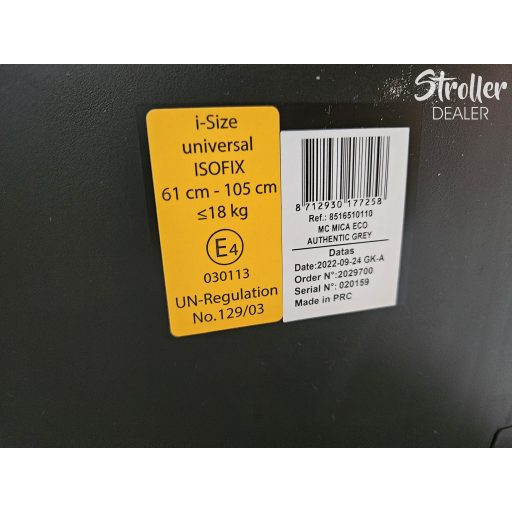 Stroller
DEALER
i-Size
universal
ISOFIX
61 cm - 105 cm
≤18 kg
E4
030113
UN-Regulation
No.129/03
8 712930 177258
Ref.: 8516510110
MC MICA ECO
AUTHENTIC GREY
Datas
Date:2022-09-24 GK-A
Order N°:2029700
Serial N°: 020159
Made in PRC